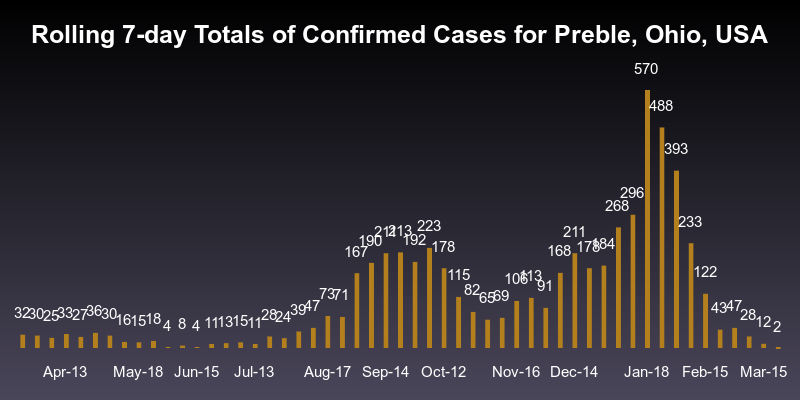 Rolling 7-day Totals of Confirmed Cases for Preble, Ohio, USA
570
488
393
296
268
233
223
211 213 211
190 192
184
167 178 168 178
122
115
106 113
82 91
73 71 65 69
47 43 47
32 30 25 33 27 36 30 28 24 39 28
16 15 18 11 13 15 11 12
4 8 4 2
Apr-13 May-18 Jun-15 Jul-13 Aug-17 Sep-14 Oct-12 Nov-16 Dec-14 Jan-18 Feb-15 Mar-15